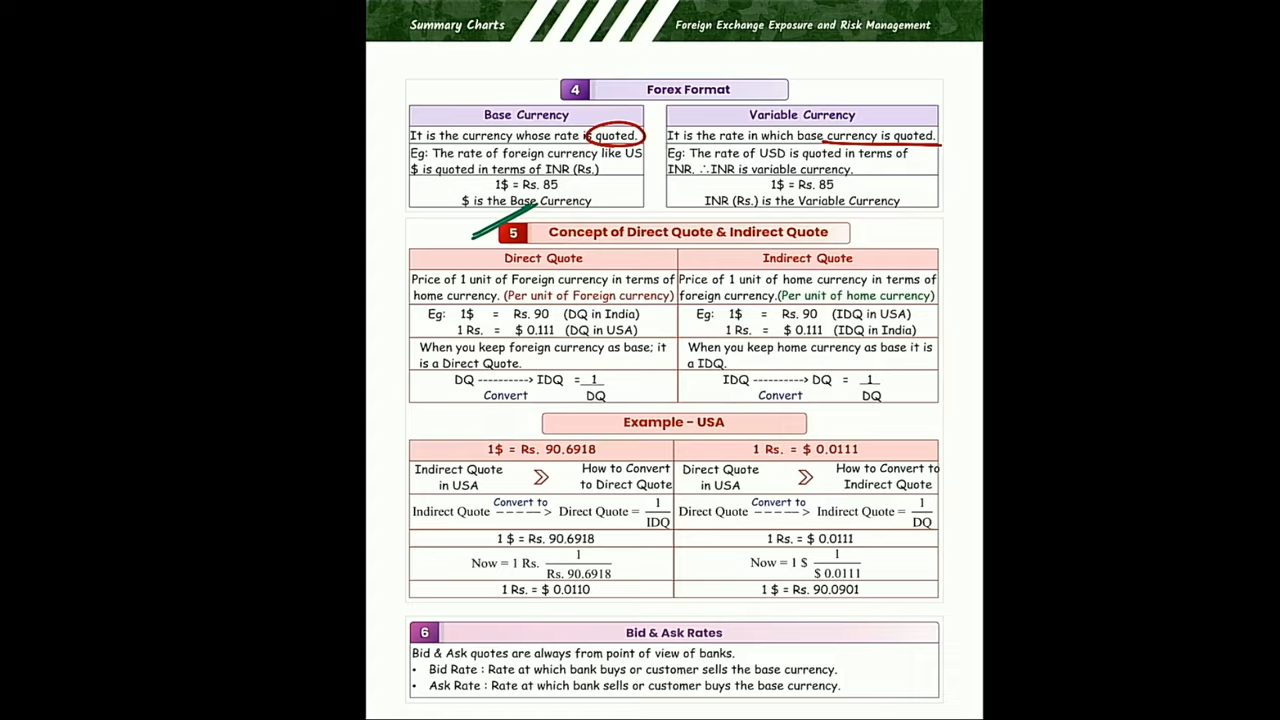 Summary Charts
Foreign Exchange Exposure and Risk Management
4 Forex Format
Base Currency
It is the currency whose rate is quoted.
Eg: The rate of foreign currency like US
$ is quoted in terms of INR (Rs.)
1$ = Rs. 85
$ is the Base Currency
Variable Currency
It is the rate in which base currency is quoted.
Eg: The rate of USD is quoted in terms of
INR. ∴INR is variable currency.
1$ = Rs. 85
INR (Rs.) is the Variable Currency
5 Concept of Direct Quote & Indirect Quote
Direct Quote
Price of 1 unit of Foreign currency in terms of
home currency. (Per unit of Foreign currency)
Eg: 1$ = Rs. 90 (DQ in India)
1 Rs. = $ 0.111 (DQ in USA)
When you keep foreign currency as base; it
is a Direct Quote.
DQ ----------> IDQ = 1
Convert DQ
Indirect Quote
Price of 1 unit of home currency in terms of
foreign currency.(Per unit of home currency)
Eg: 1$ = Rs. 90 (IDQ in USA)
1 Rs. = $ 0.111 (IDQ in India)
When you keep home currency as base it is
a IDQ.
IDQ ----------> DQ = 1
Convert DQ
Example - USA
1$ = Rs. 90.6918
Indirect Quote
in USA
How to Convert
to Direct Quote
Convert to
Indirect Quote - - - - - > Direct Quote = 1
IDQ
1 $ = Rs. 90.6918
Now = 1 Rs. 1
Rs. 90.6918
1 Rs. = $ 0.0110
1 Rs. = $ 0.0111
Direct Quote
in USA
How to Convert to
Indirect Quote
Convert to
Direct Quote - - - - - > Indirect Quote = 1
DQ
1 Rs. = $ 0.0111
Now = 1 $ 1
$ 0.0111
1 $ = Rs. 90.0901
6 Bid & Ask Rates
Bid & Ask quotes are always from point of view of banks.
• Bid Rate : Rate at which bank buys or customer sells the base currency.
• Ask Rate : Rate at which bank sells or customer buys the base currency.